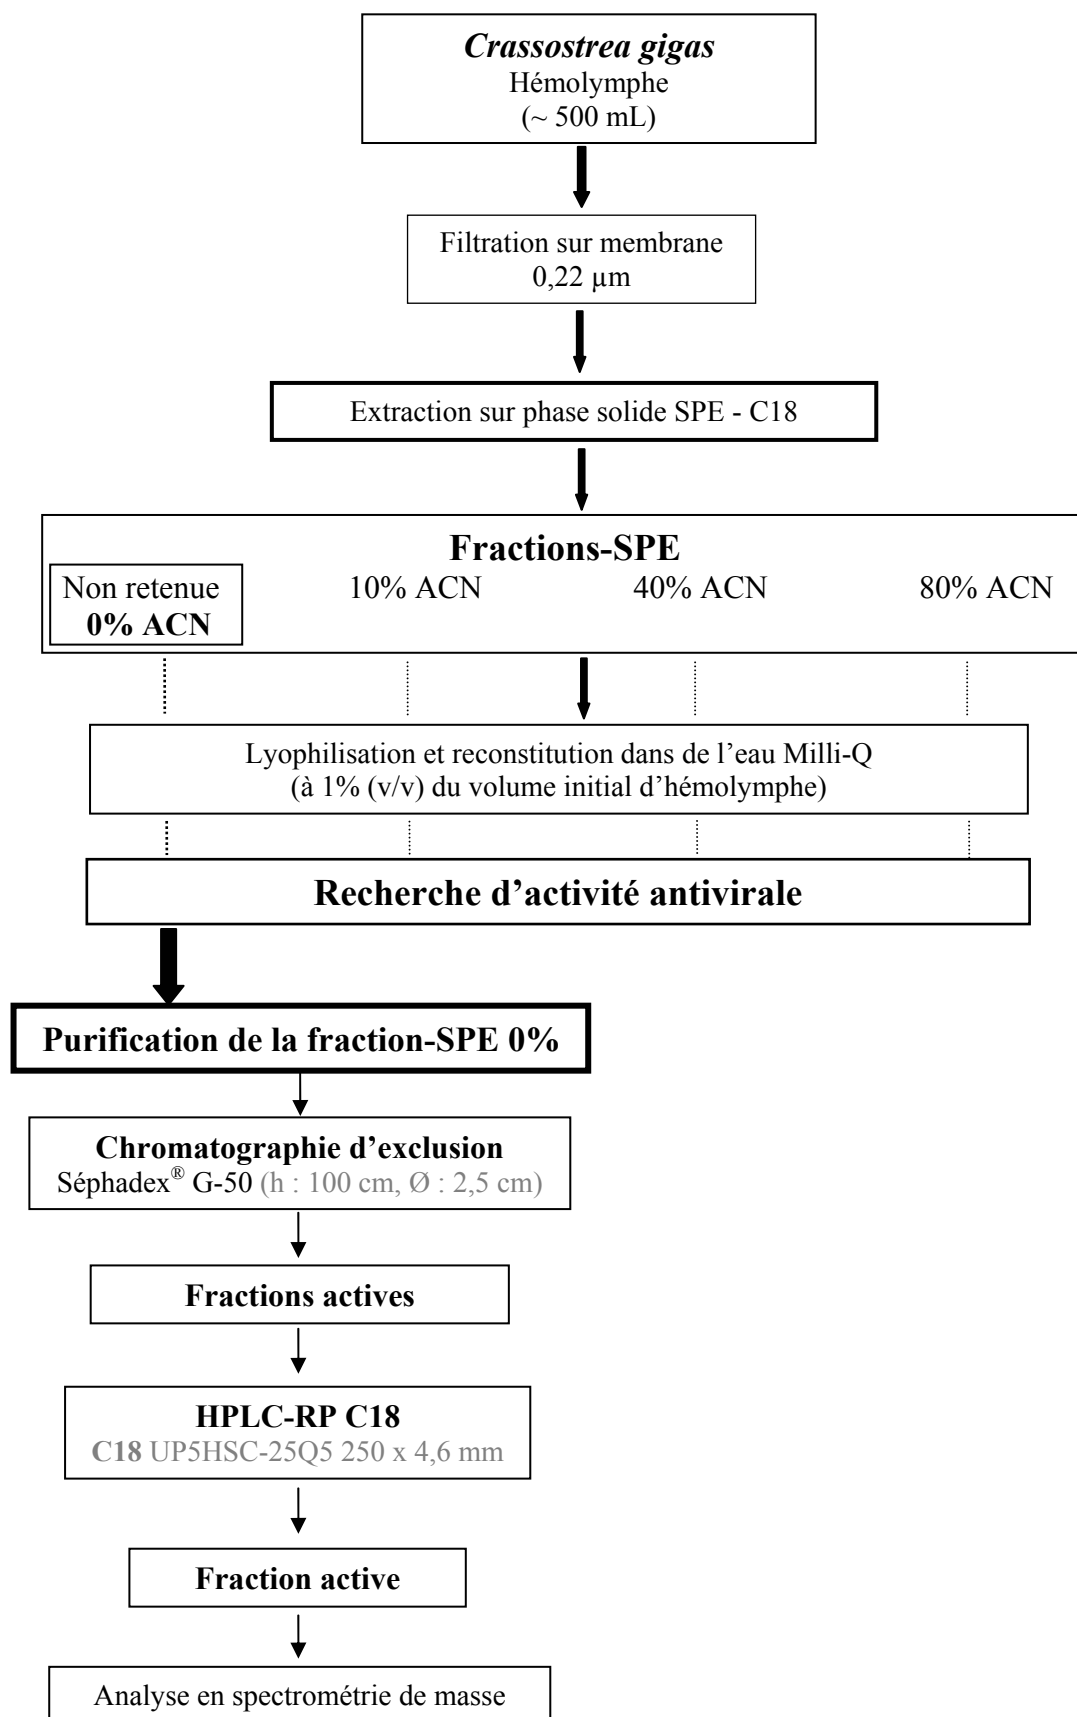 Crassostrea gigas
Hémolymphe
(~ 500 mL)
Filtration sur membrane
0,22 µm
Extraction sur phase solide SPE - C18
Fractions-SPE
Non retenue 10% ACN 40% ACN 80% ACN
0% ACN
Lyophilisation et reconstitution dans de l’eau Milli-Q
(à 1% (v/v) du volume initial d’hémolymphe)
Recherche d’activité antivirale
Purification de la fraction-SPE 0%
Chromatographie d’exclusion
Séphadex® G-50 (h : 100 cm, Ø : 2,5 cm)
Fractions actives
HPLC-RP C18
C18 UP5HSC-25Q5 250 x 4,6 mm
Fraction active
Analyse en spectrométrie de masse